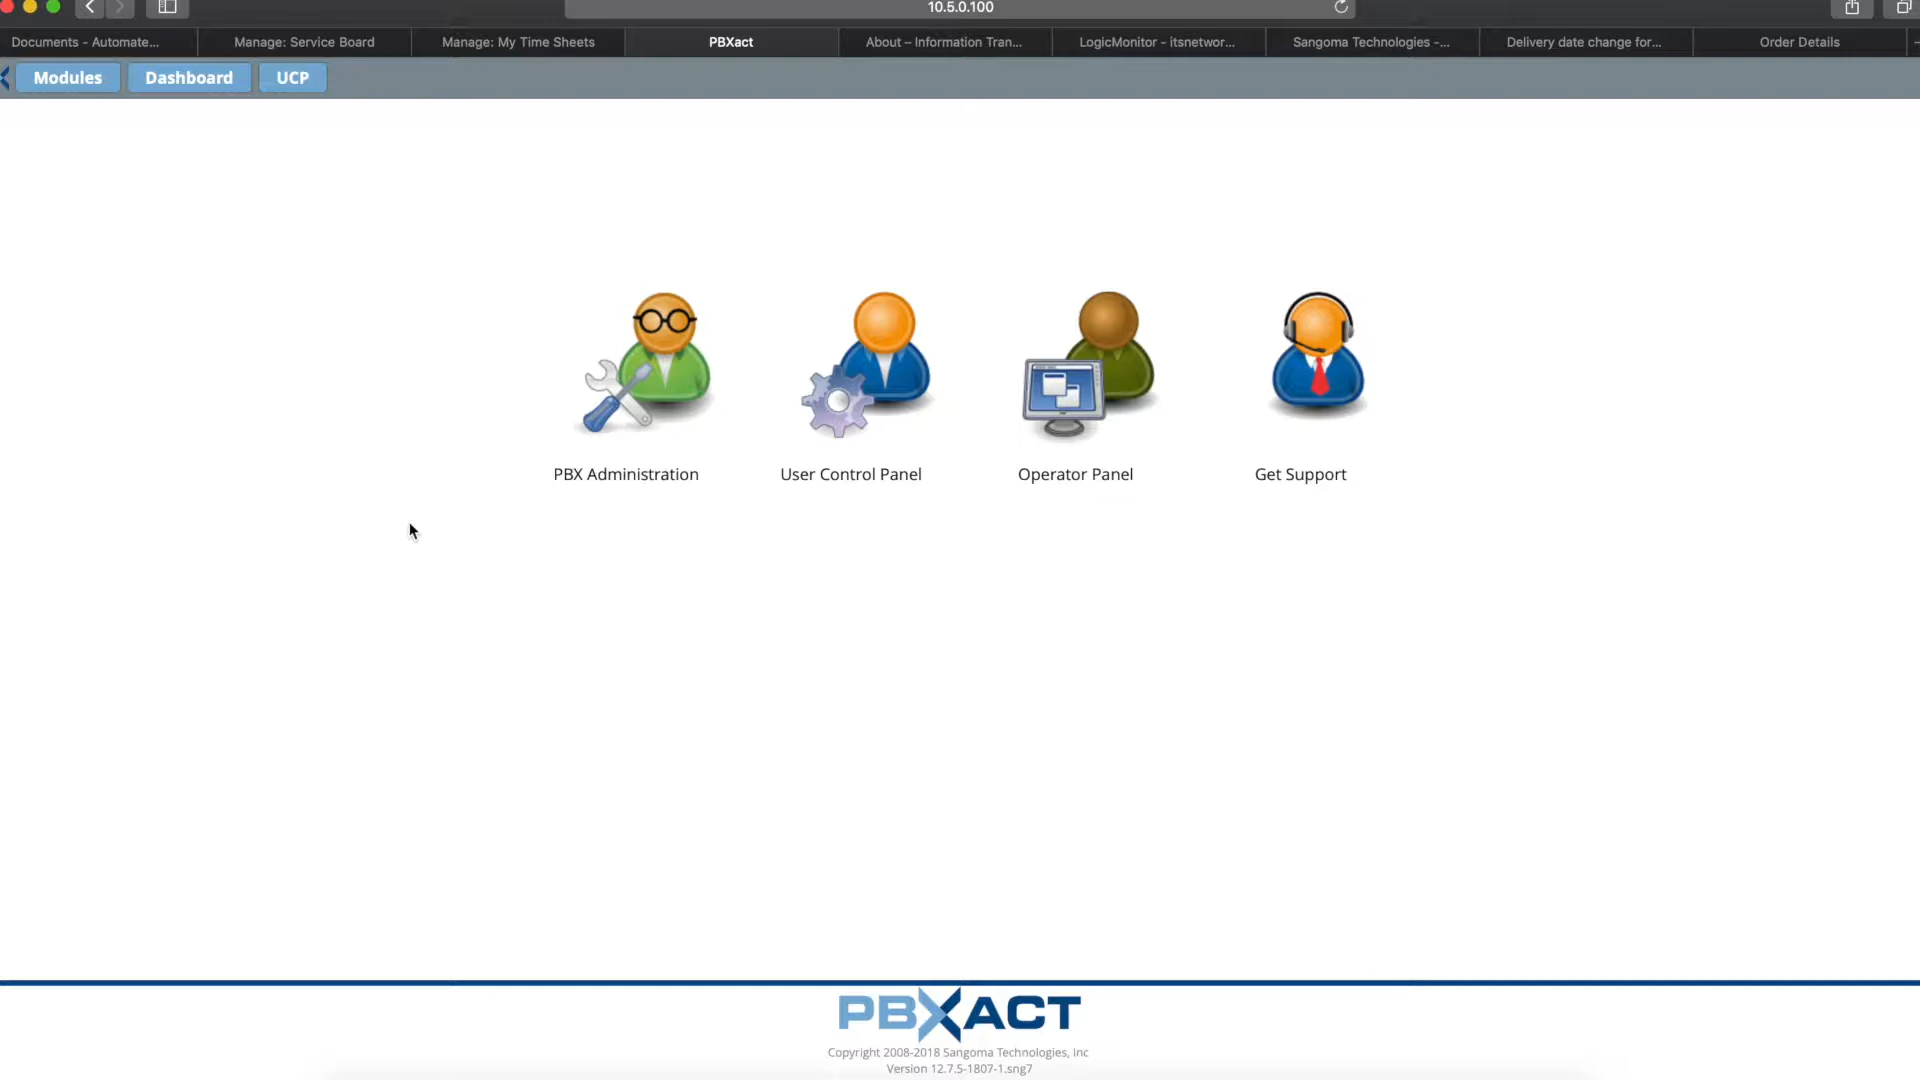 10.5.0.100
Documents - Automate... Manage: Service Board Manage: My Time Sheets PBXact About – Information Tran... LogicMonitor - itsnetwor... Sangoma Technologies -... Delivery date change for... Order Details
Modules Dashboard UCP
PBX Administration User Control Panel Operator Panel Get Support
PBXACT
Copyright 2008-2018 Sangoma Technologies, Inc
Version 12.7.5-1807-1.sng7